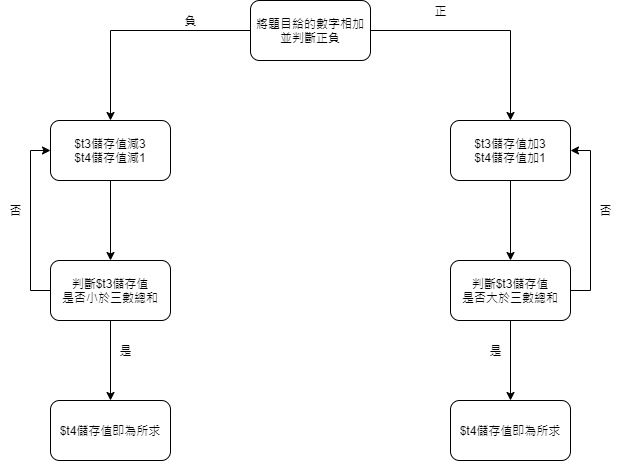 負
將題目給的數字相加
並判斷正負
正
$t3儲存值減3
$t4儲存值減1
$t3儲存值加3
$t4儲存值加1
否
否
判斷$t3儲存值
是否小於三數總和
判斷$t3儲存值
是否大於三數總和
是
是
$t4儲存值即為所求
$t4儲存值即為所求